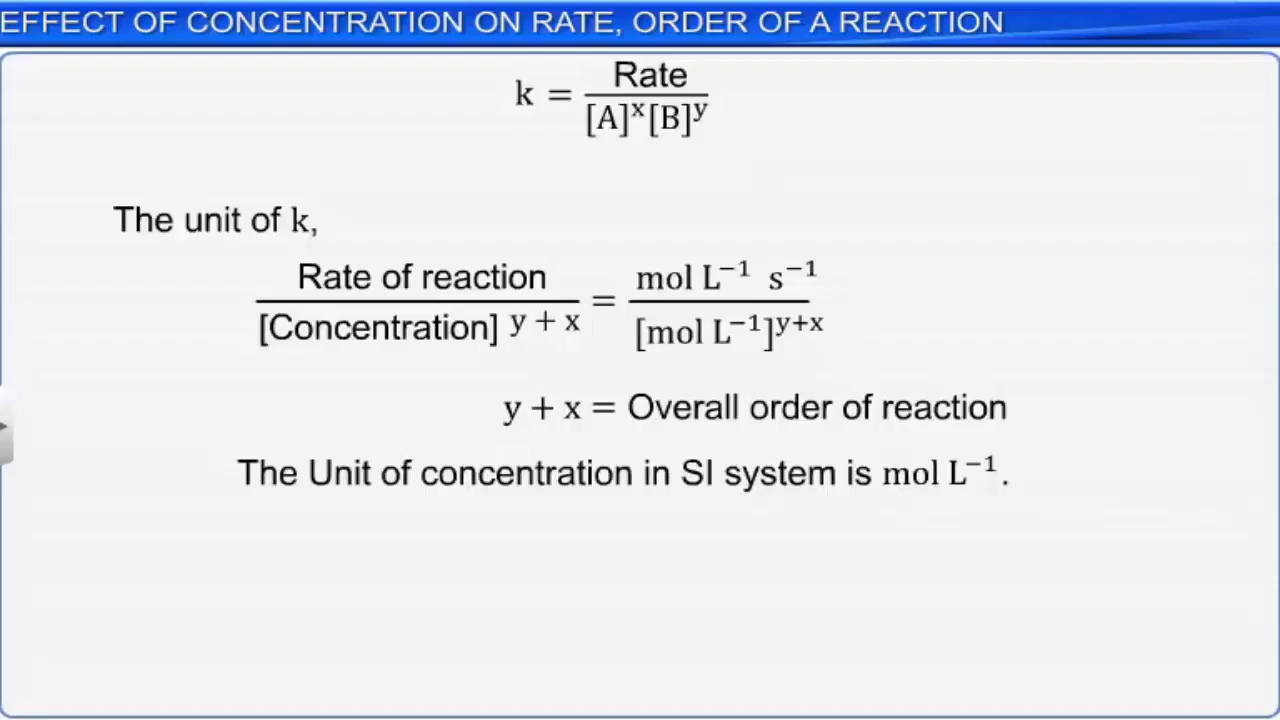 EFFECT OF CONCENTRATION ON RATE, ORDER OF A REACTION
k = Rate / [A]ˣ[B]ʸ
The unit of k,
Rate of reaction / [Concentration] ʸ ⁺ ˣ = mol L⁻¹ s⁻¹ / [mol L⁻¹]ʸ⁺ˣ
y + x = Overall order of reaction
The Unit of concentration in SI system is mol L⁻¹.